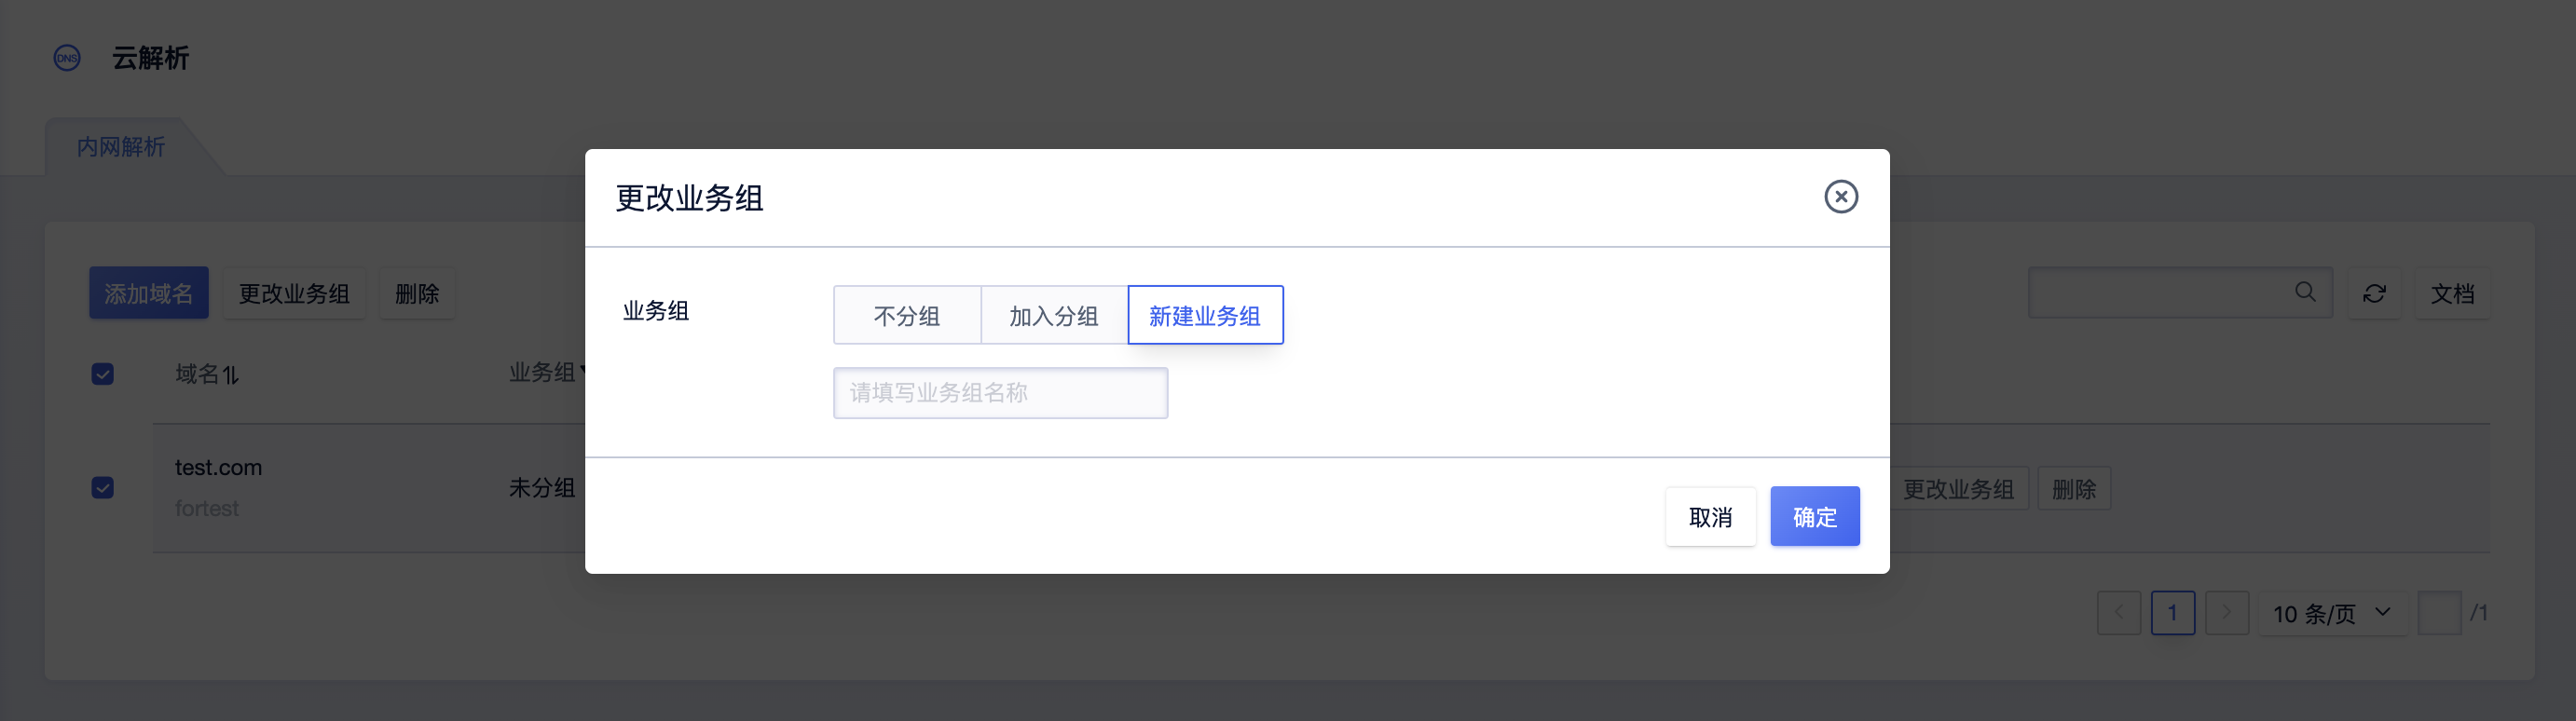 DNS 云解析
内网解析
更改业务组
业务组 不分组 加入分组 新建业务组
请填写业务组名称
取消 确定
添加域名 更改业务组 删除 文档
域名 业务组
test.com
fortest
未分组 更改业务组 删除
1 10 条/页 /1